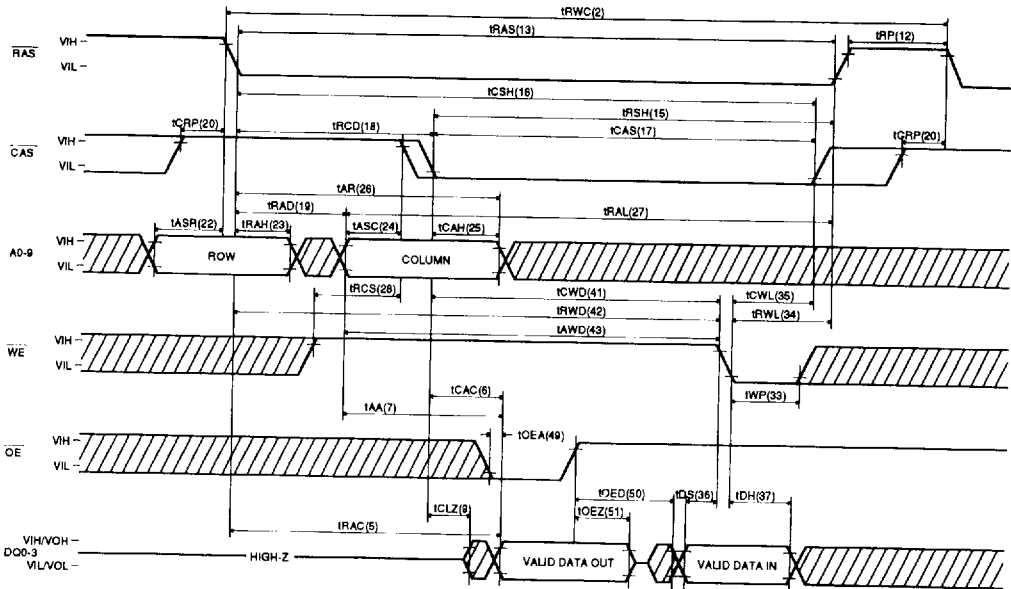 tRWC(2)
tRAS(13)
tRP(12)
RAS
VIH
VIL
tCSH(16)
tRSH(15)
tCRP(20)
tRCD(18)
tCAS(17)
tCRP(20)
CAS
VIH
VIL
tAR(26)
tRAD(19)
tRAL(27)
tASR(22)
tRAH(23)
tASC(24)
tCAH(25)
A0-9
VIH
VIL
ROW
COLUMN
tRCS(28)
tCWD(41)
tCWL(35)
tRWD(42)
tRWL(34)
tAWD(43)
WE
VIH
VIL
tCAC(6)
tWP(33)
tAA(7)
OE
VIH
VIL
tOEA(49)
tOED(50)
tDS(36)
tDH(37)
tCLZ(9)
tOEZ(51)
tRAC(5)
VIH/VOH
DQ0-3
VIL/VOL
HIGH-Z
VALID DATA OUT
VALID DATA IN